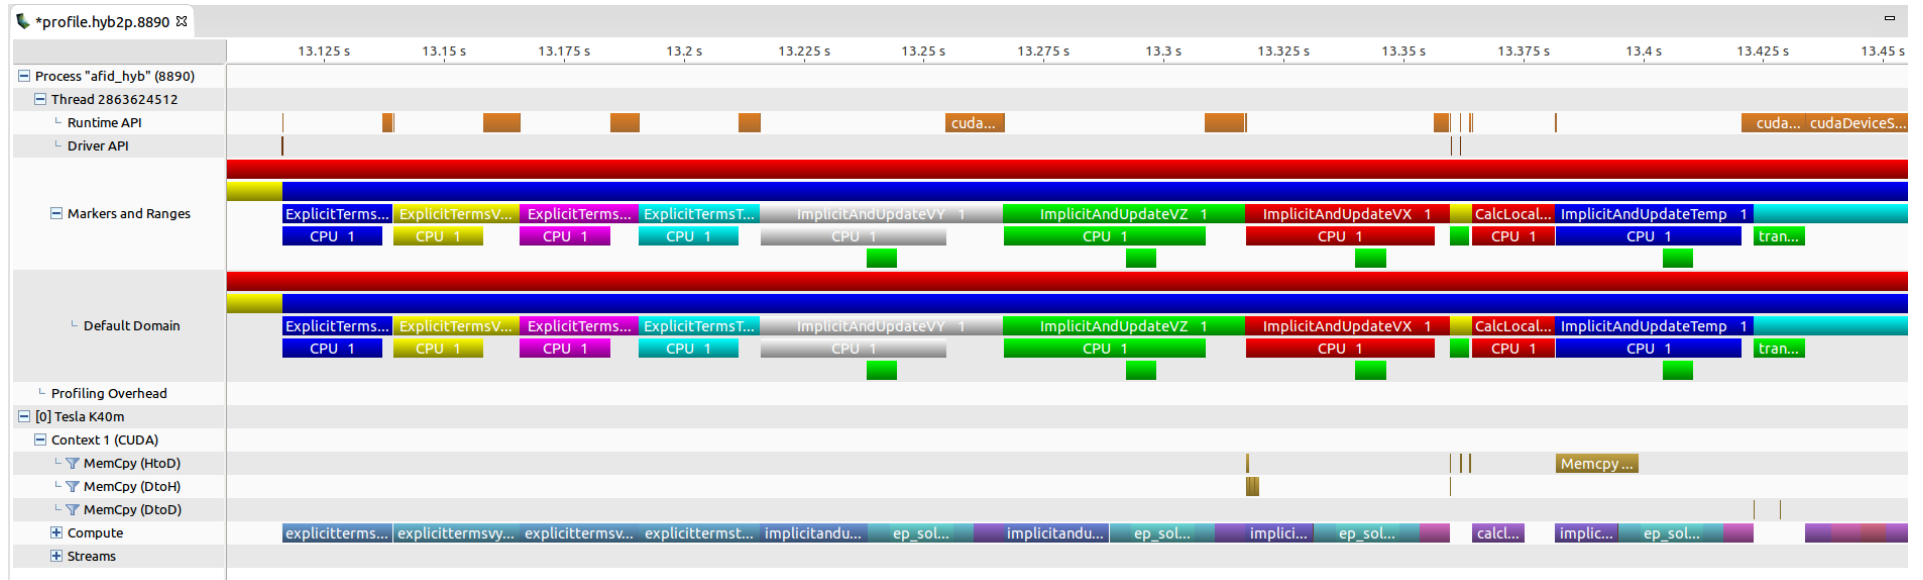 *profile.hyb2p.8890
13.125 s 13.15 s 13.175 s 13.2 s 13.225 s 13.25 s 13.275 s 13.3 s 13.325 s 13.35 s 13.375 s 13.4 s 13.425 s 13.45 s
Process "afid_hyb" (8890)
Thread 2863624512
Runtime API cuda... cuda... cudaDeviceS...
Driver API
Markers and Ranges
ExplicitTerms... ExplicitTermsV... ExplicitTerms... ExplicitTermsT... ImplicitAndUpdateVY 1 ImplicitAndUpdateVZ 1 ImplicitAndUpdateVX 1 CalcLocal... ImplicitAndUpdateTemp 1
CPU 1 CPU 1 CPU 1 CPU 1 CPU 1 CPU 1 CPU 1 CPU 1 CPU 1 tran...
Default Domain
ExplicitTerms... ExplicitTermsV... ExplicitTerms... ExplicitTermsT... ImplicitAndUpdateVY 1 ImplicitAndUpdateVZ 1 ImplicitAndUpdateVX 1 CalcLocal... ImplicitAndUpdateTemp 1
CPU 1 CPU 1 CPU 1 CPU 1 CPU 1 CPU 1 CPU 1 CPU 1 CPU 1 tran...
Profiling Overhead
[0] Tesla K40m
Context 1 (CUDA)
MemCpy (HtoD) Memcpy ...
MemCpy (DtoH)
MemCpy (DtoD)
Compute explicitterms... explicittermsvy... explicittermsv... explicittermst... implicitandu... ep_sol... implicitandu... ep_sol... implici... ep_sol... calcl... implic... ep_sol...
Streams